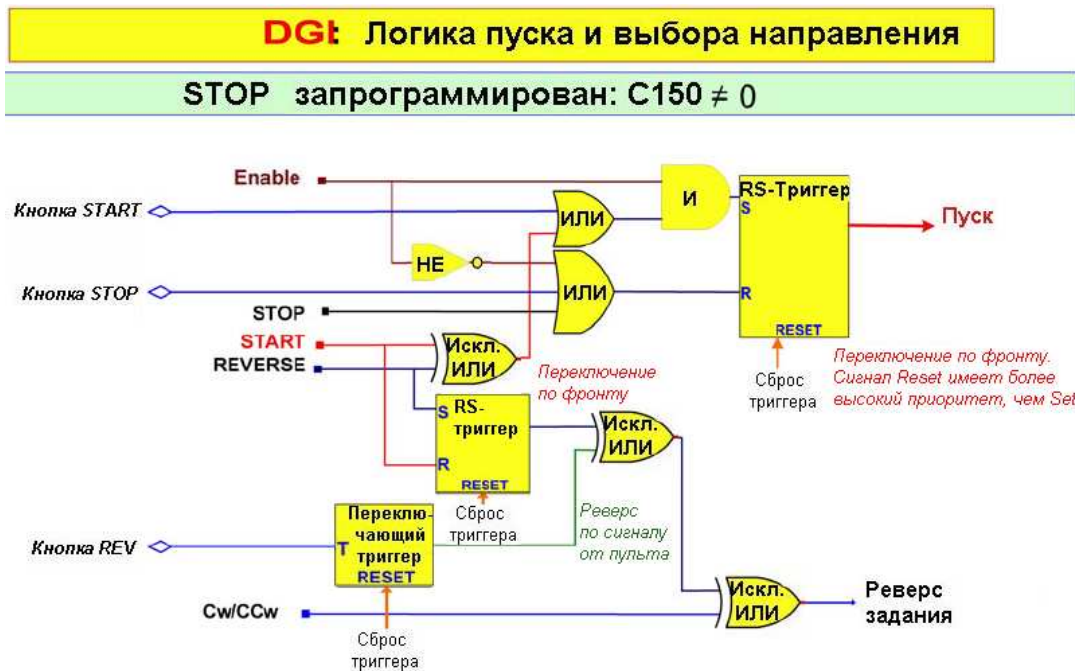 DGI: Логика пуска и выбора направления
STOP запрограммирован: C150 ≠ 0
Enable
Кнопка START
ИЛИ
И
RS-Триггер
S
Пуск
НЕ
Кнопка STOP
ИЛИ
R
STOP
START
REVERSE
Искл.
ИЛИ
RESET
Переключение
по фронту
Сброс
триггера
Переключение по фронту.
Сигнал Reset имеет более
высокий приоритет, чем Set
S
RS-
триггер
R
RESET
Искл.
ИЛИ
Сброс
триггера
Реверс
по сигналу
от пульта
Кнопка REV
Переклю-
чающий
триггер
T
RESET
Cw/CCw
Сброс
триггера
Искл.
ИЛИ
Реверс
задания